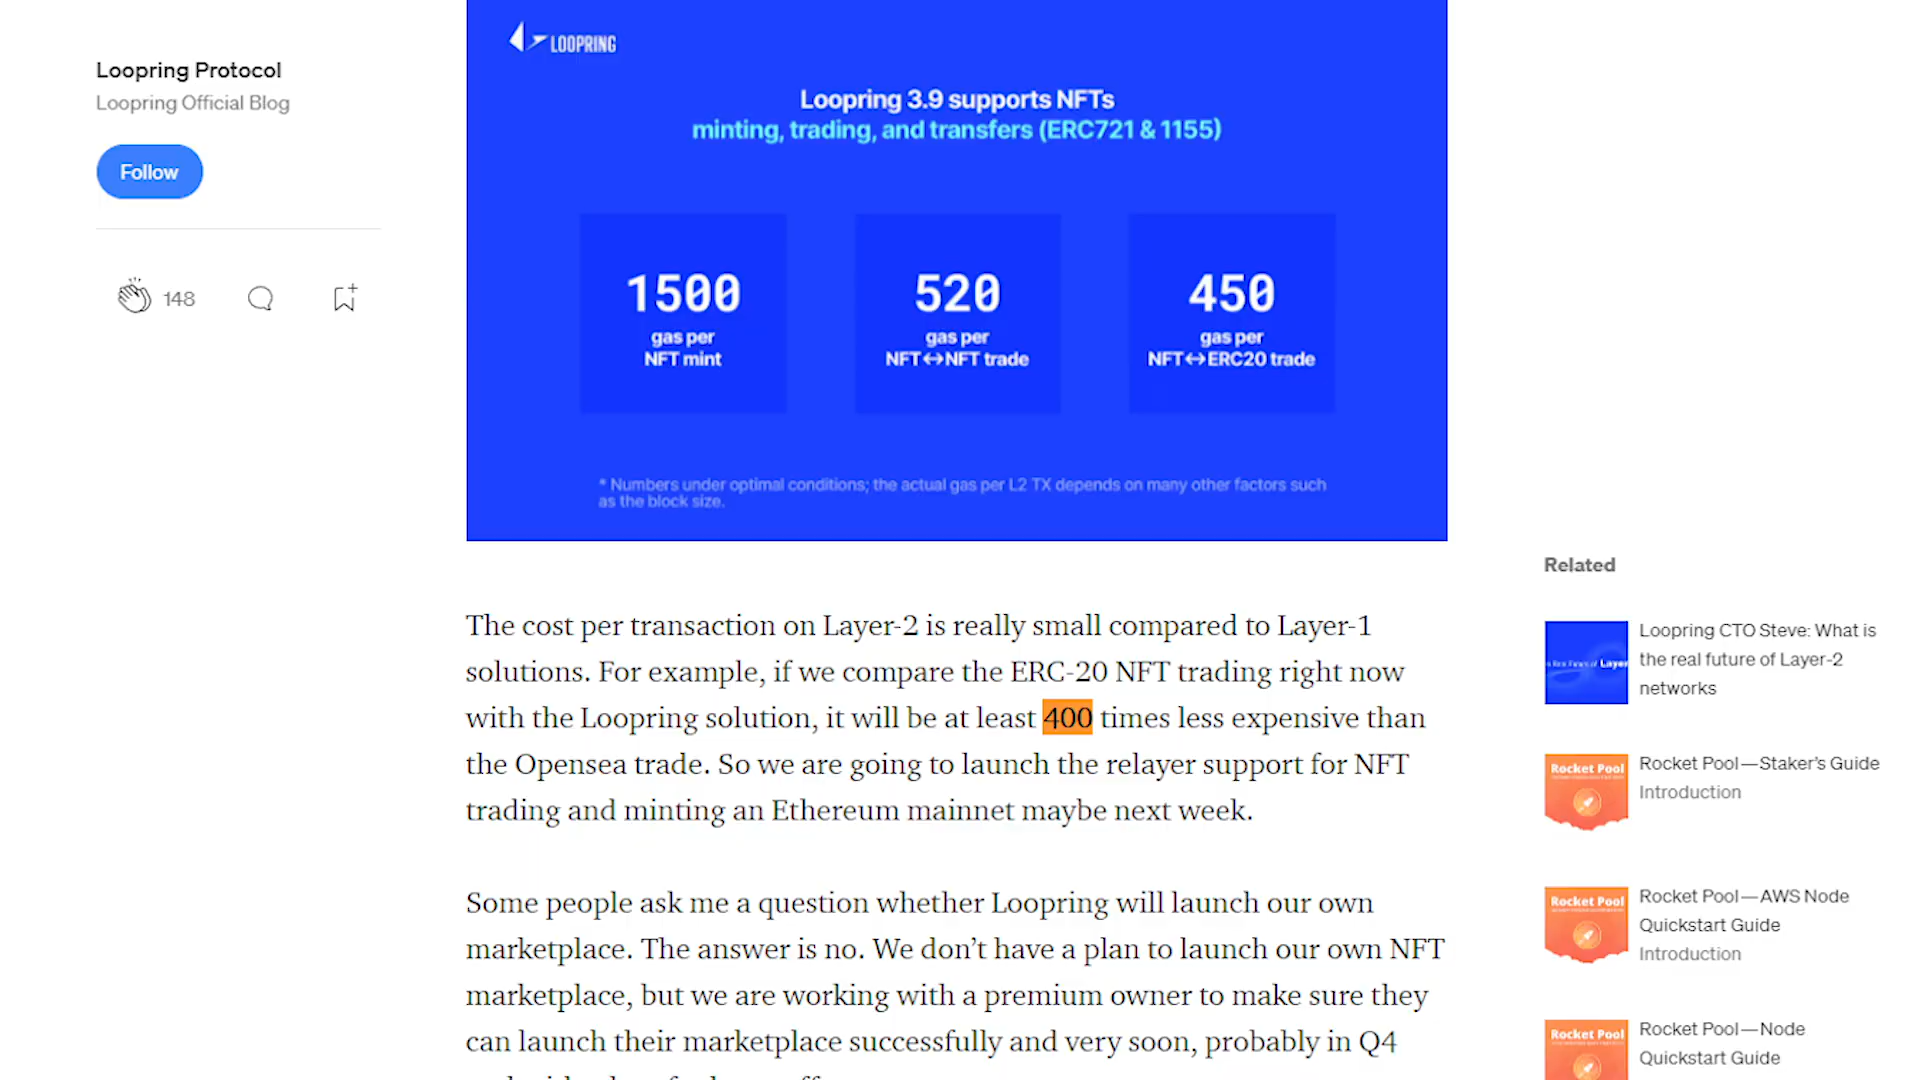 Loopring Protocol
Loopring Official Blog
Follow
148
LOOPRING
Loopring 3.9 supports NFTs
minting, trading, and transfers (ERC721 & 1155)
1500
gas per
NFT mint
520
gas per
NFT↔NFT trade
450
gas per
NFT↔ERC20 trade
* Numbers under optimal conditions; the actual gas per L2 TX depends on many other factors such
as the block size.
The cost per transaction on Layer-2 is really small compared to Layer-1
solutions. For example, if we compare the ERC-20 NFT trading right now
with the Loopring solution, it will be at least 400 times less expensive than
the Opensea trade. So we are going to launch the relayer support for NFT
trading and minting an Ethereum mainnet maybe next week.
Some people ask me a question whether Loopring will launch our own
marketplace. The answer is no. We don’t have a plan to launch our own NFT
marketplace, but we are working with a premium owner to make sure they
can launch their marketplace successfully and very soon, probably in Q4
Related
Loopring CTO Steve: What is
the real future of Layer-2
networks
Rocket Pool
Rocket Pool—Staker’s Guide
Introduction
Rocket Pool
Rocket Pool—AWS Node
Quickstart Guide
Introduction
Rocket Pool
Rocket Pool—Node
Quickstart Guide